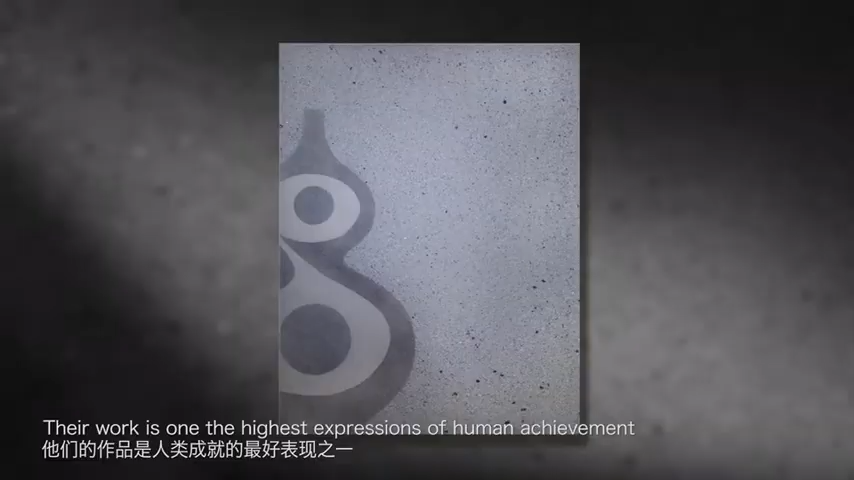 Their work is one the highest expressions of human achievement
他们的作品是人类成就的最好表现之一